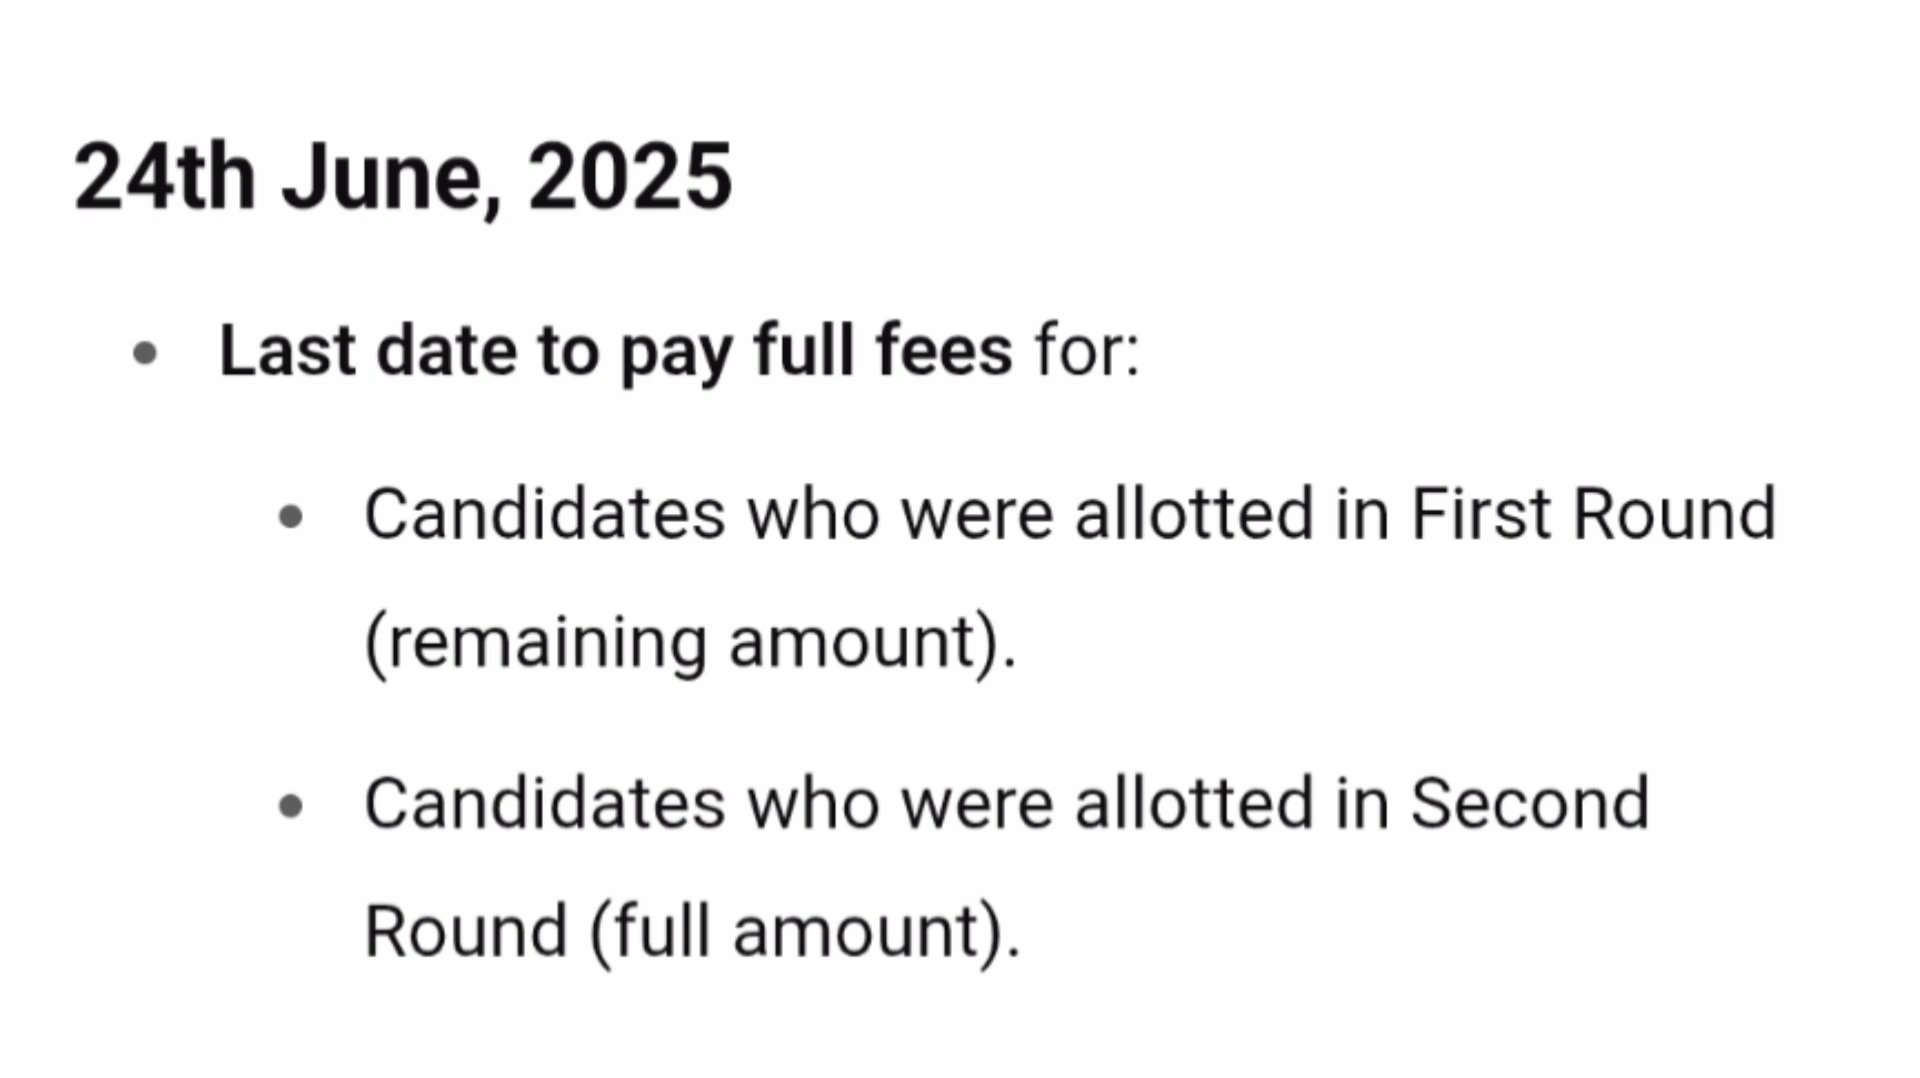 24th June, 2025
• Last date to pay full fees for:
• Candidates who were allotted in First Round
(remaining amount).
• Candidates who were allotted in Second
Round (full amount).